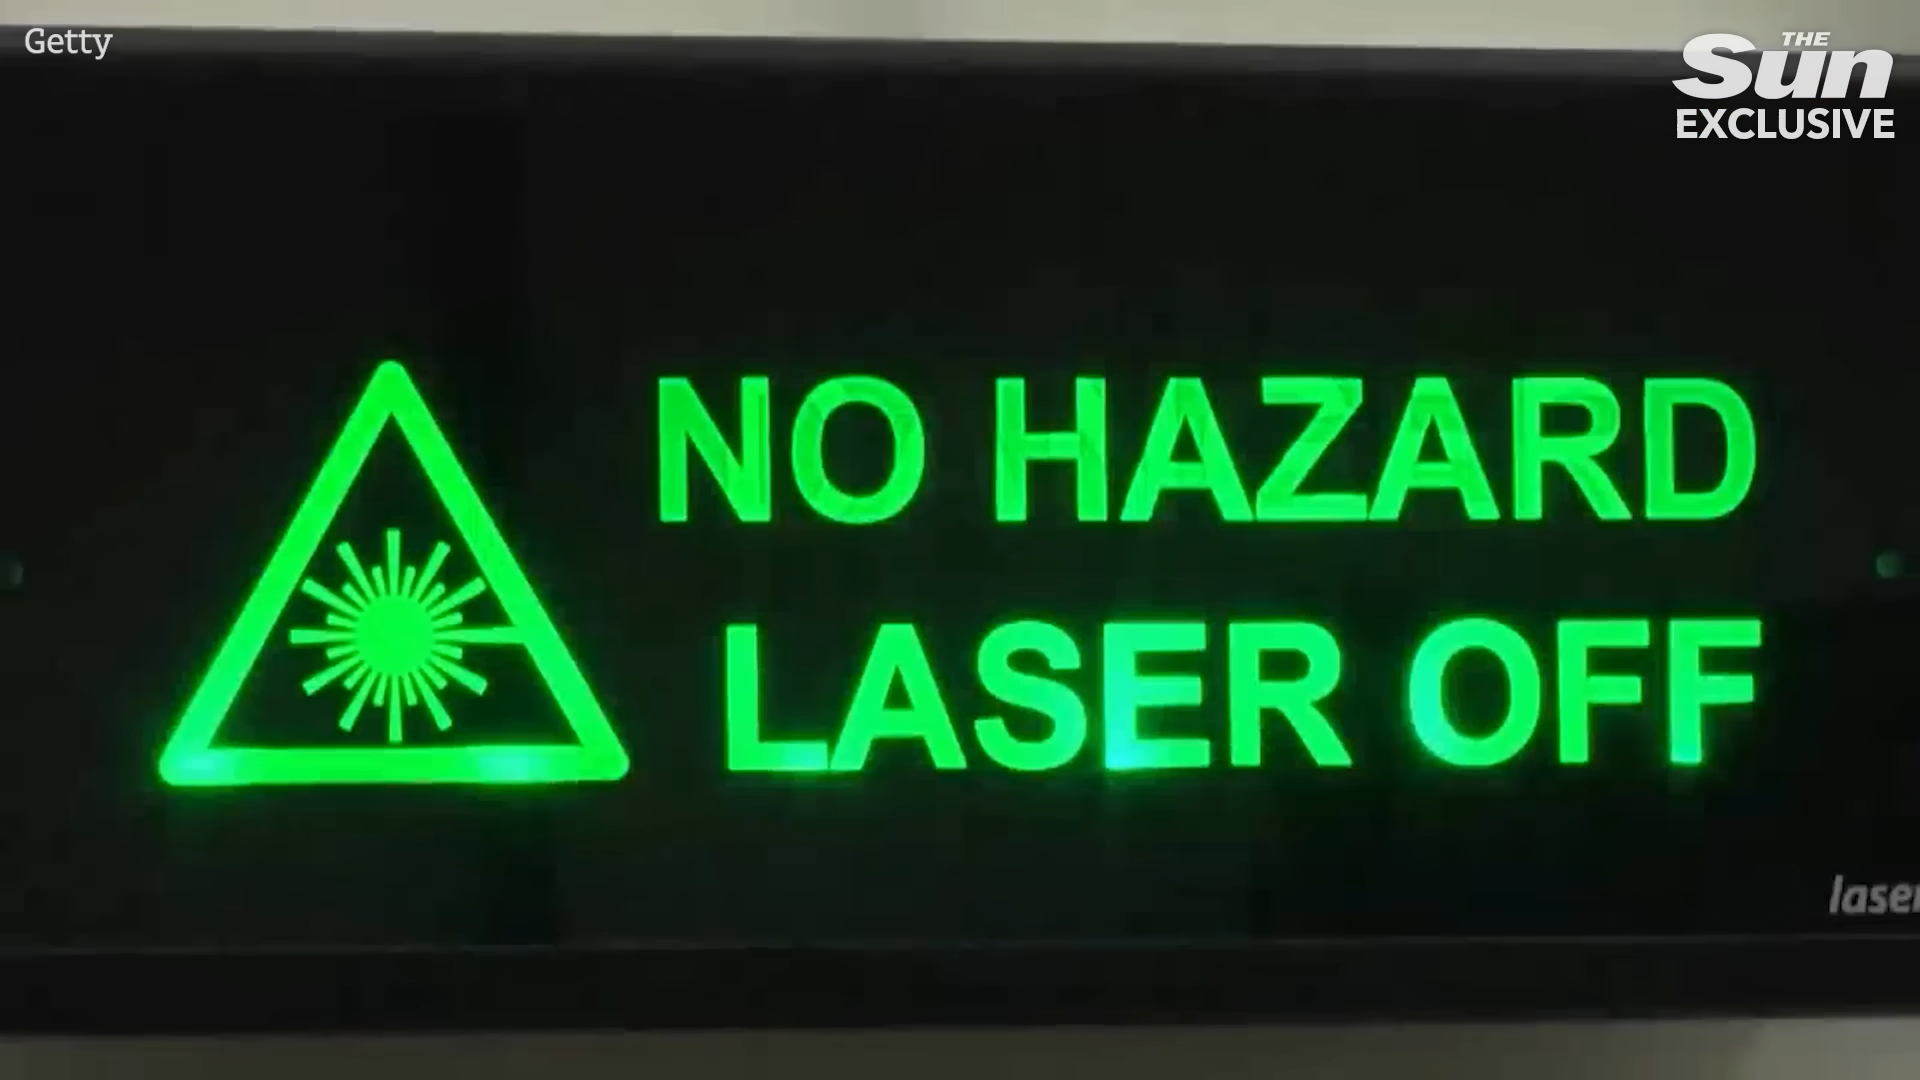 Getty
THE
Sun
EXCLUSIVE
NO HAZARD
LASER OFF
laser